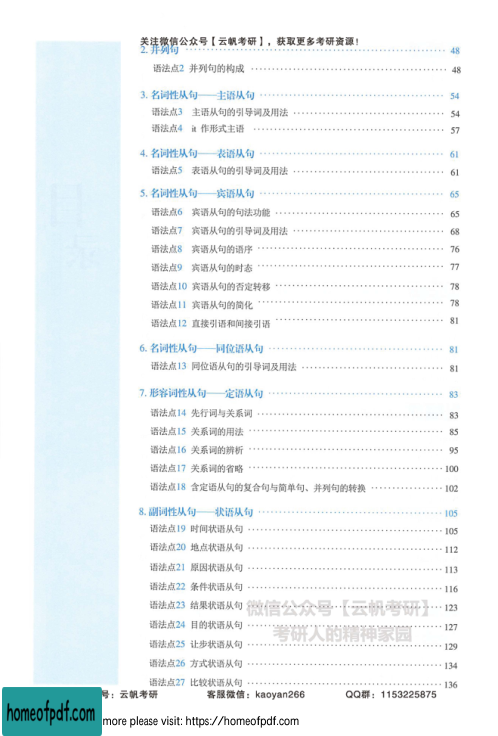 关注微信公众号【云帆考研】，获取更多考研资源！
2. 并列句 48
语法点2 并列句的构成 48
3. 名词性从句——主语从句 54
语法点3 主语从句的引导词及用法 54
语法点4 it 作形式主语 57
4. 名词性从句——表语从句 61
语法点5 表语从句的引导词及用法 61
5. 名词性从句——宾语从句 65
语法点6 宾语从句的句法功能 65
语法点7 宾语从句的引导词及用法 68
语法点8 宾语从句的语序 76
语法点9 宾语从句的时态 77
语法点10 宾语从句的否定转移 78
语法点11 宾语从句的简化 78
语法点12 直接引语和间接引语 81
6. 名词性从句——同位语从句 81
语法点13 同位语从句的引导词及用法 81
7. 形容词性从句——定语从句 83
语法点14 先行词与关系词 83
语法点15 关系词的用法 85
语法点16 关系词的辨析 95
语法点17 关系词的省略 100
语法点18 含定语从句的复合句与简单句、并列句的转换 102
8. 副词性从句——状语从句 105
语法点19 时间状语从句 105
语法点20 地点状语从句 112
语法点21 原因状语从句 113
语法点22 条件状语从句 116
语法点23 结果状语从句 123
微信公众号【云帆考研】
语法点24 目的状语从句 127
考研人的精神家园
语法点25 让步状语从句 129
语法点26 方式状语从句 134
语法点27 比较状语从句 136
号：云帆考研 客服微信：kaoyan266 QQ群：1153225875
homeofpdf.com more please visit: https://homeofpdf.com
目录